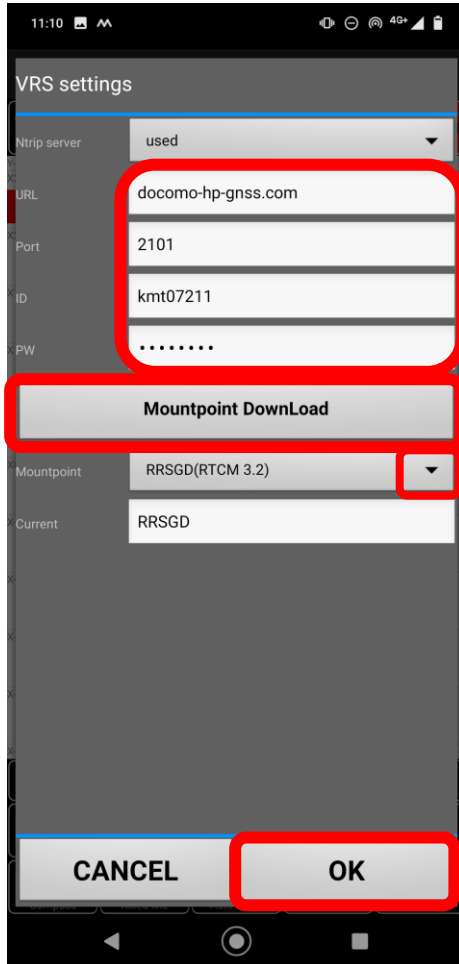 11:10 4G+
VRS settings
Ntrip server used
URL docomo-hp-gnss.com
Port 2101
ID kmt07211
PW ••••••••
Mountpoint DownLoad
Mountpoint RRSGD(RTCM 3.2)
Current RRSGD
CANCEL OK